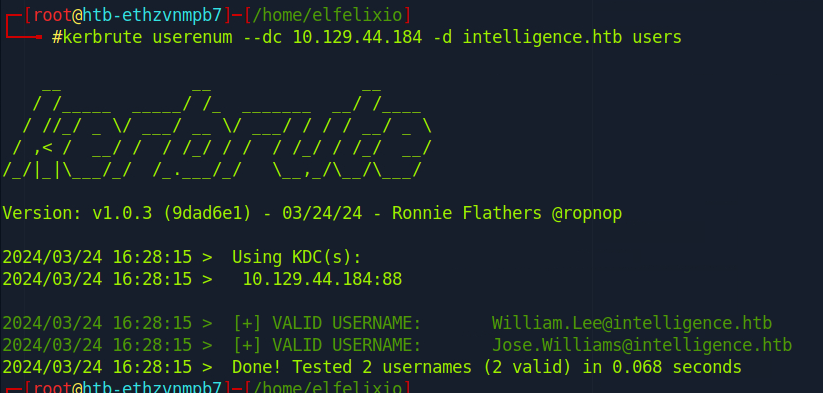 ┌─[root@htb-ethzvnmpb7]─[/home/elfelixio]
└──╼ #kerbrute userenum --dc 10.129.44.184 -d intelligence.htb users
    __             __               __
   / /_____  _____/ /_  _______  __/ /____
  / //_/ _ \/ ___/ __ \/ ___/ / / / __/ _ \
 / ,< /  __/ /  / /_/ / /  / /_/ / /_/  __/
/_/|_|\___/_/  /_.___/_/   \__,_/\__/\___/
Version: v1.0.3 (9dad6e1) - 03/24/24 - Ronnie Flathers @ropnop
2024/03/24 16:28:15 >  Using KDC(s):
2024/03/24 16:28:15 >   10.129.44.184:88
2024/03/24 16:28:15 >  [+] VALID USERNAME:       William.Lee@intelligence.htb
2024/03/24 16:28:15 >  [+] VALID USERNAME:       Jose.Williams@intelligence.htb
2024/03/24 16:28:15 >  Done! Tested 2 usernames (2 valid) in 0.068 seconds
┌─[root@htb-ethzvnmpb7]─[/home/elfelixio]